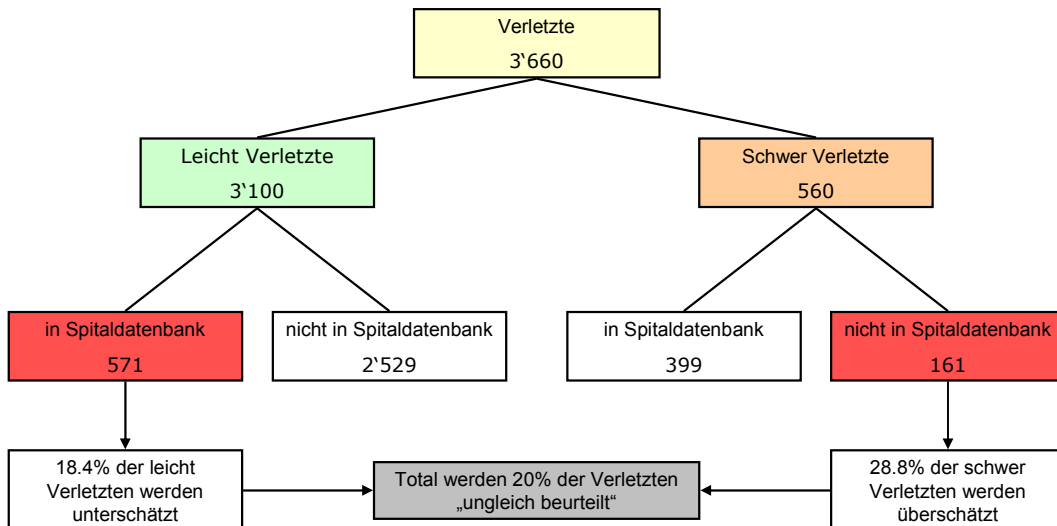 Verletzte
3‘660
Leicht Verletzte
3‘100
Schwer Verletzte
560
in Spitaldatenbank
571
nicht in Spitaldatenbank
2‘529
in Spitaldatenbank
399
nicht in Spitaldatenbank
161
18.4% der leicht
Verletzten werden
unterschätzt
Total werden 20% der Verletzten
„ungleich beurteilt“
28.8% der schwer
Verletzten werden
überschätzt